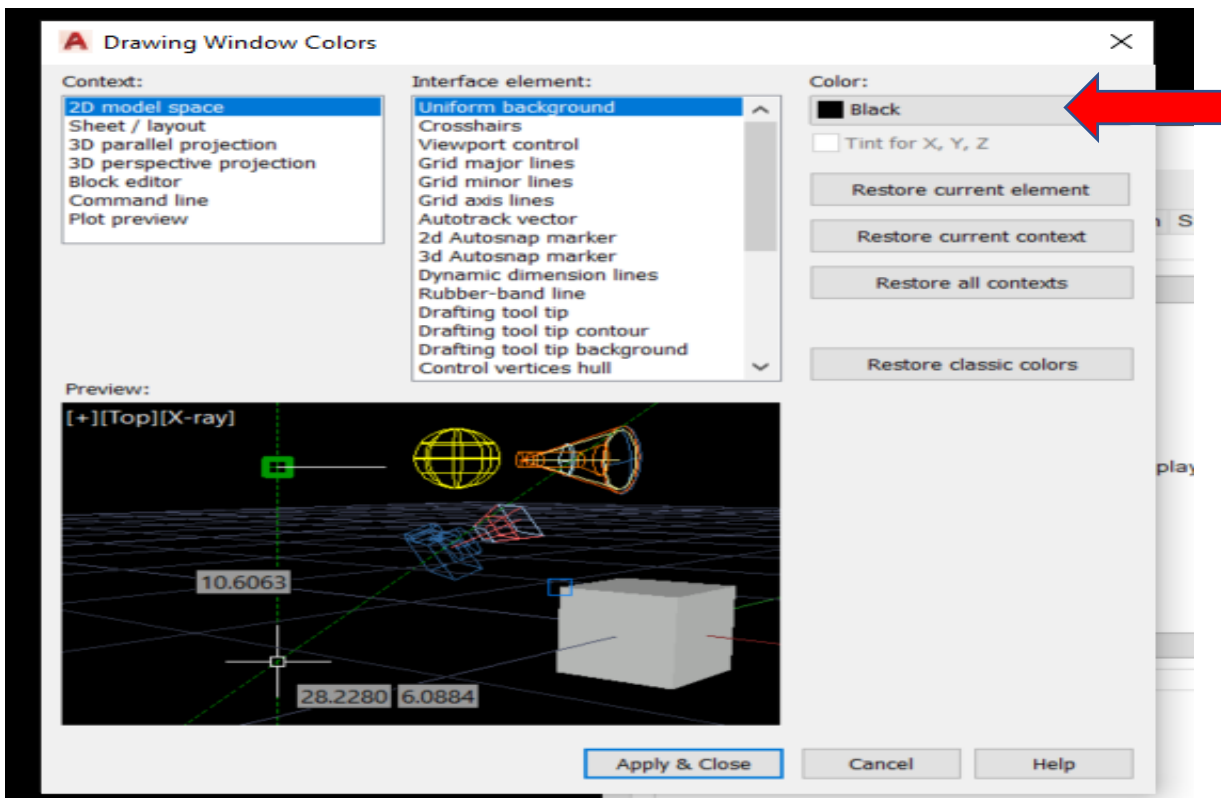 Drawing Window Colors
Context:
2D model space
Sheet / layout
3D parallel projection
3D perspective projection
Block editor
Command line
Plot preview
Interface element:
Uniform background
Crosshairs
Viewport control
Grid major lines
Grid minor lines
Grid axis lines
Autotrack vector
2d Autosnap marker
3d Autosnap marker
Dynamic dimension lines
Rubber-band line
Drafting tool tip
Drafting tool tip contour
Drafting tool tip background
Control vertices hull
Color:
Black
Tint for X, Y, Z
Restore current element
Restore current context
Restore all contexts
Restore classic colors
Preview:
[+][Top][X-ray]
10.6063
28.2280 6.0884
Apply & Close
Cancel
Help
S
play